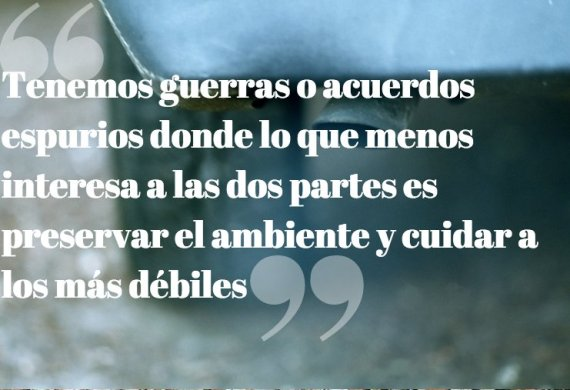 Tenemos guerras o acuerdos
espurios donde lo que menos
interesa a las dos partes es
preservar el ambiente y cuidar a
los más débiles